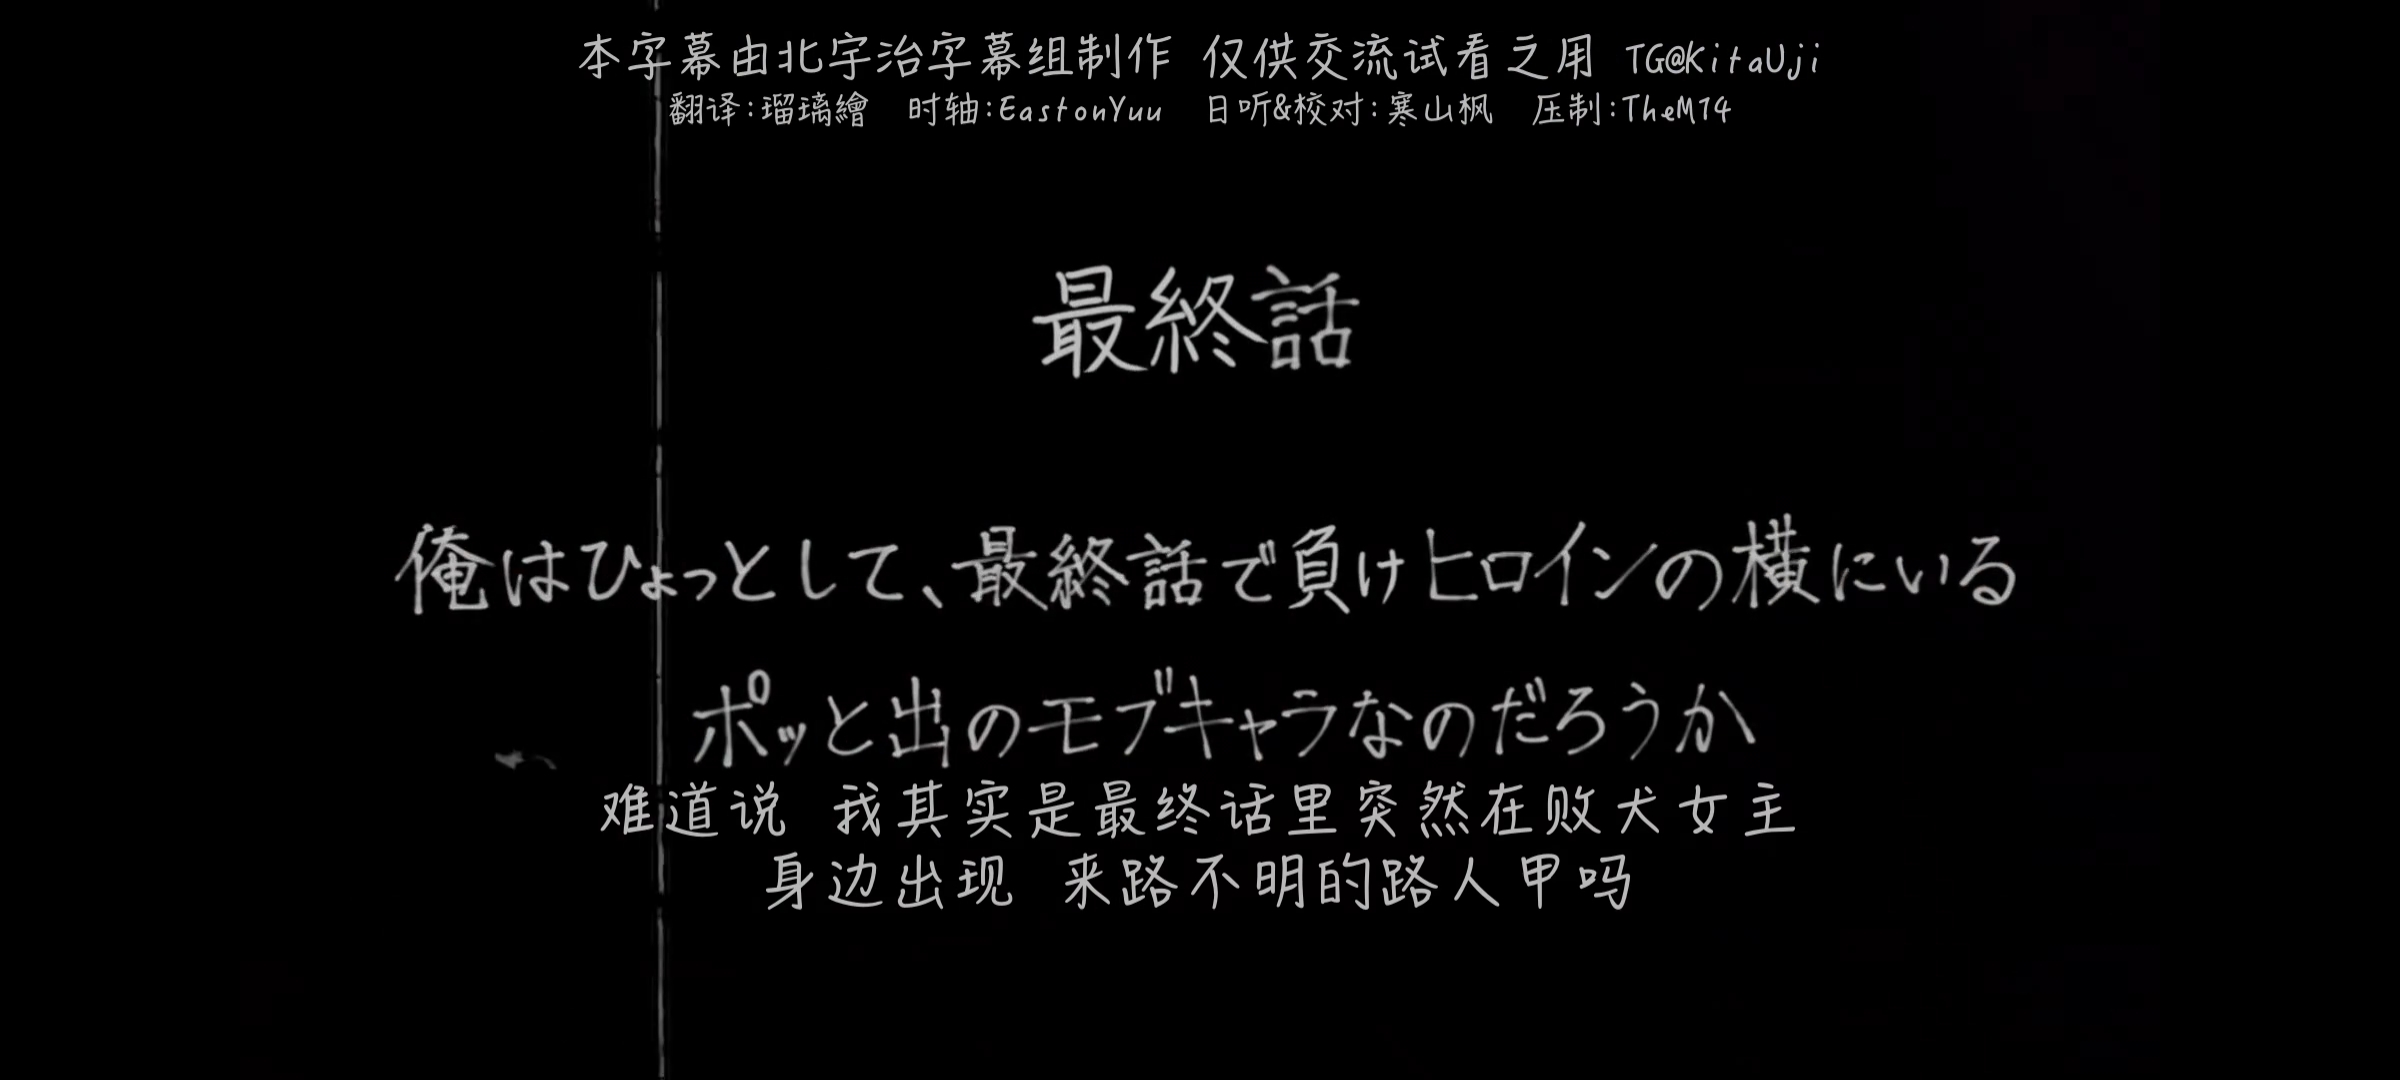 本字幕由北宇治字幕组制作 仅供交流试看之用 TG@KitaUji
翻译:瑠璃繪 时轴:EastonYuu 日听&校对:寒山枫 压制:TheM74
最終話
俺はひょっとして、最終話で負けヒロインの横にいる
ポッと出のモブキャラなのだろうか
难道说 我其实是最终话里突然在败犬女主
身边出现 来路不明的路人甲吗